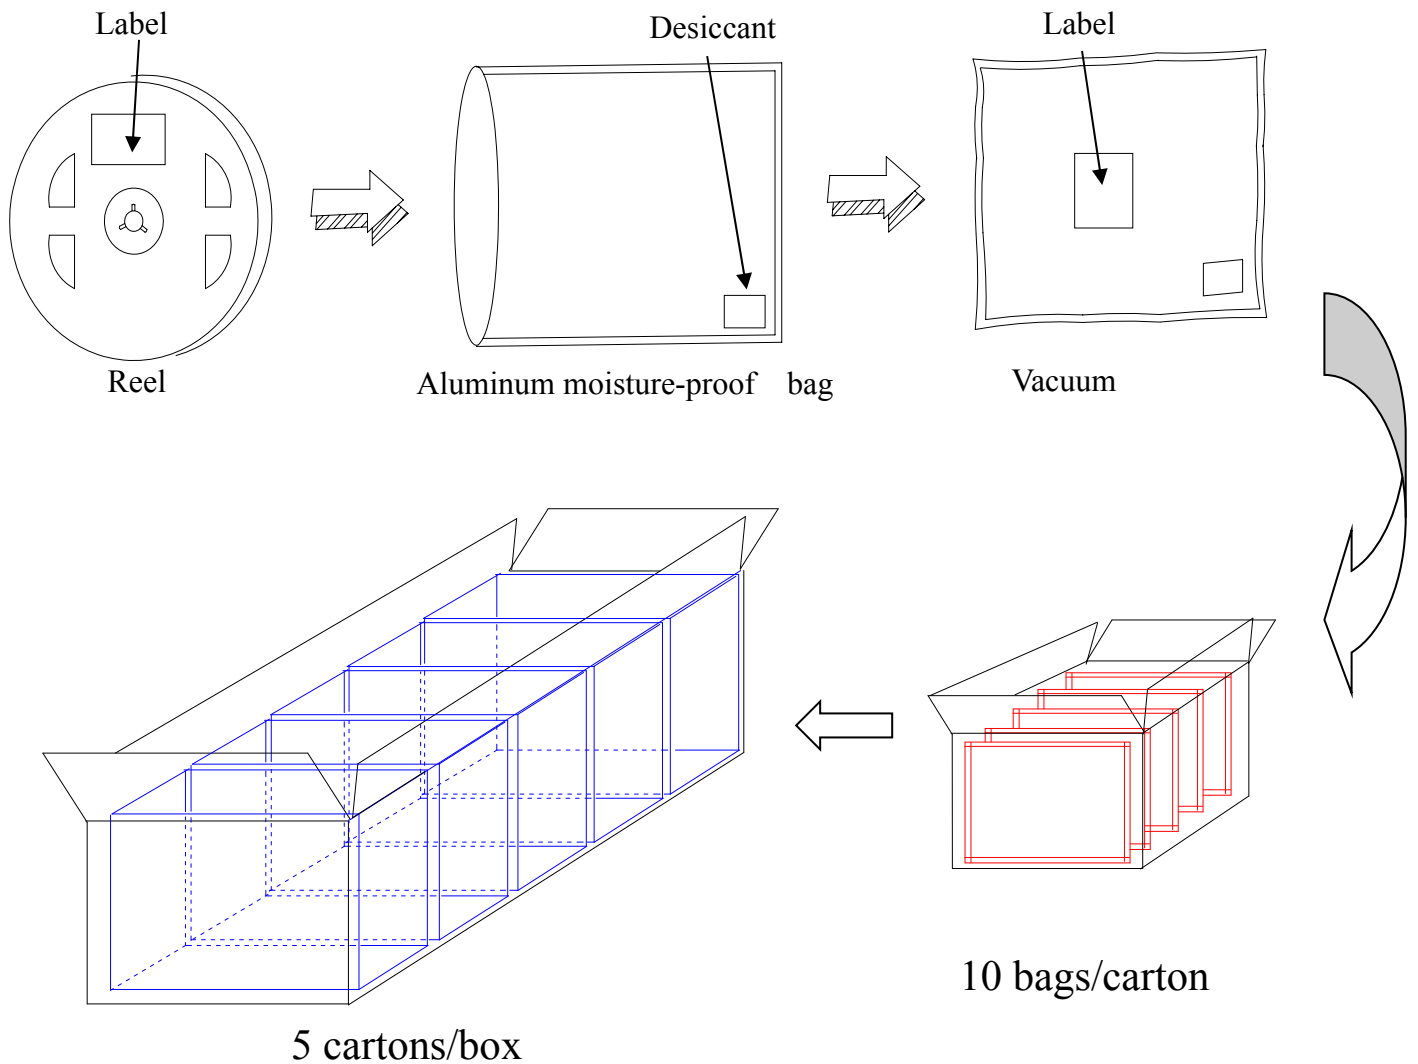 Label
Desiccant
Label
Reel
Aluminum moisture-proof bag
Vacuum
10 bags/carton
5 cartons/box